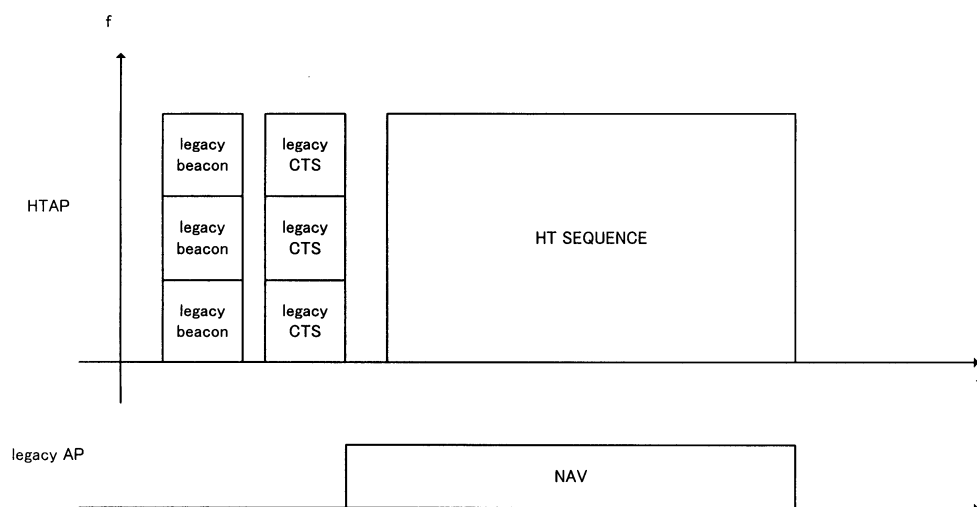 f
legacy
beacon
legacy
CTS
legacy
beacon
legacy
CTS
HTAP
HT SEQUENCE
legacy
beacon
legacy
CTS
legacy AP
NAV